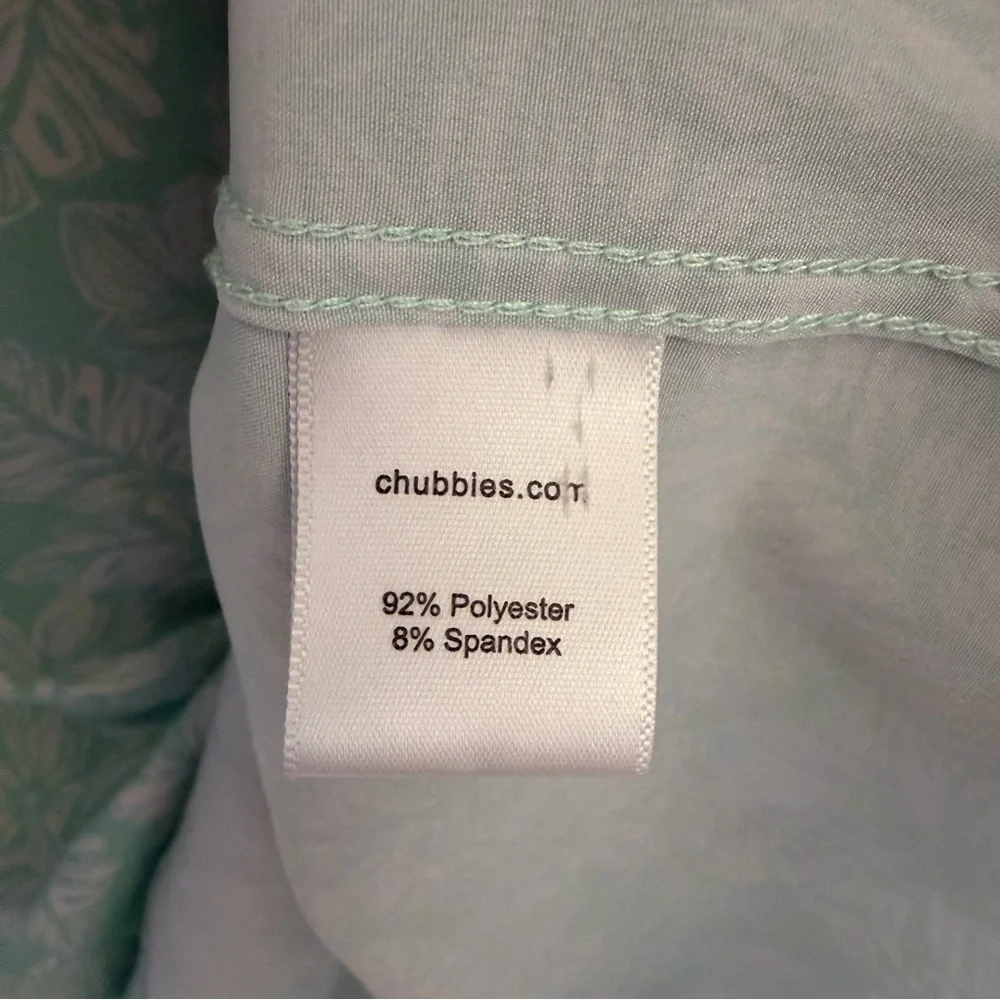 chubbies.com
92% Polyester
8% Spandex